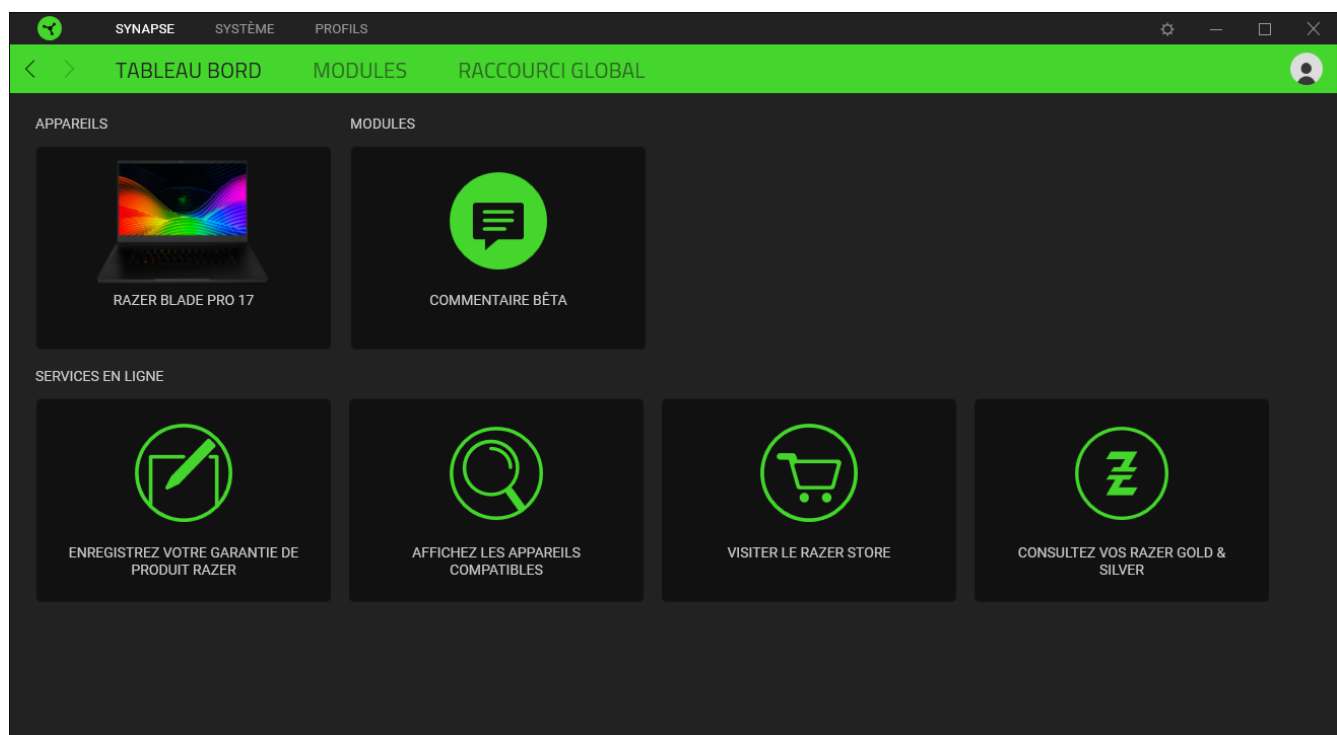 SYNAPSE SYSTÈME PROFILS
TABLEAU BORD MODULES RACCOURCI GLOBAL
APPAREILS MODULES
RAZER BLADE PRO 17 COMMENTAIRE BÊTA
SERVICES EN LIGNE
ENREGISTREZ VOTRE GARANTIE DE
PRODUIT RAZER
AFFICHEZ LES APPAREILS
COMPATIBLES
VISITER LE RAZER STORE
CONSULTEZ VOS RAZER GOLD &
SILVER